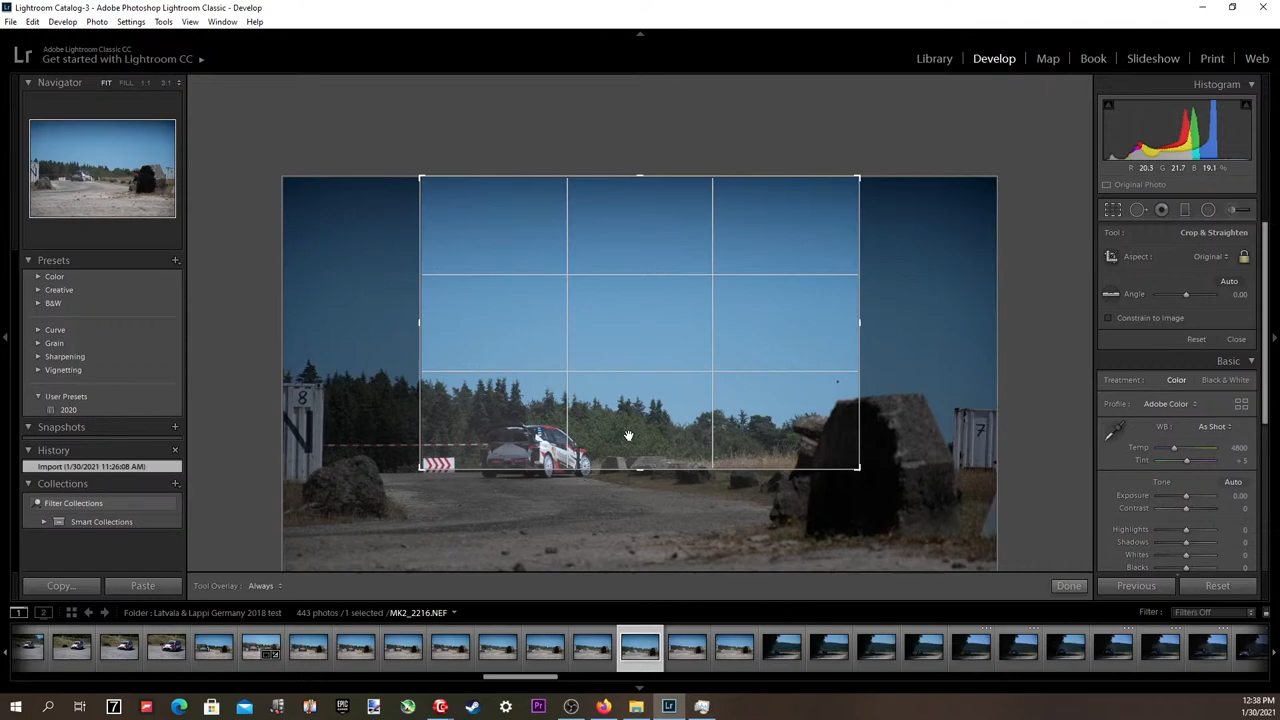 Lightroom Catalog-3 - Adobe Photoshop Lightroom Classic - Develop
File Edit Develop Photo Settings Tools View Window Help
Lr
Adobe Lightroom Classic CC
Get started with Lightroom CC
Library Develop Map Book Slideshow Print Web
Navigator FIT FILL 1:1 3:1
Histogram
R 20.3 G 21.7 B 19.1 %
Original Photo
Tool: Crop & Straighten
Aspect: Original
Auto
Angle 0.00
Constrain to Image
Reset Close
Basic
Treatment: Color Black & White
Profile: Adobe Color
WB: As Shot
Temp 4800
Tint + 5
Tone Auto
Exposure 0.00
Contrast 0
Highlights 0
Shadows 0
Whites 0
Blacks 0
Presets
Color
Creative
B&W
Curve
Grain
Sharpening
Vignetting
User Presets
2020
Snapshots
History
Import (1/30/2021 11:26:08 AM)
Collections
Filter Collections
Smart Collections
8
7
Copy... Paste
Tool Overlay: Always
Done
Previous Reset
1 2
Folder : Latvala & Lappi Germany 2018 test
443 photos /1 selected /MK2_2216.NEF
Filter : Filters Off
7
EPIC
Pr
Lr
12:38 PM
1/30/2021